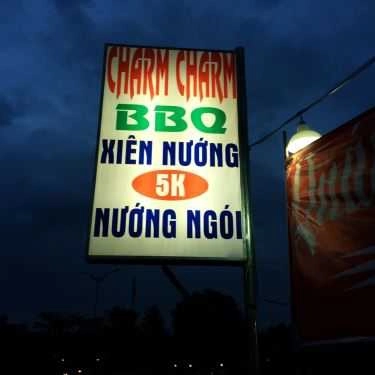 CHARM CHARM
BBQ
XIÊN NƯỚNG
5K
NƯỚNG NGÓI